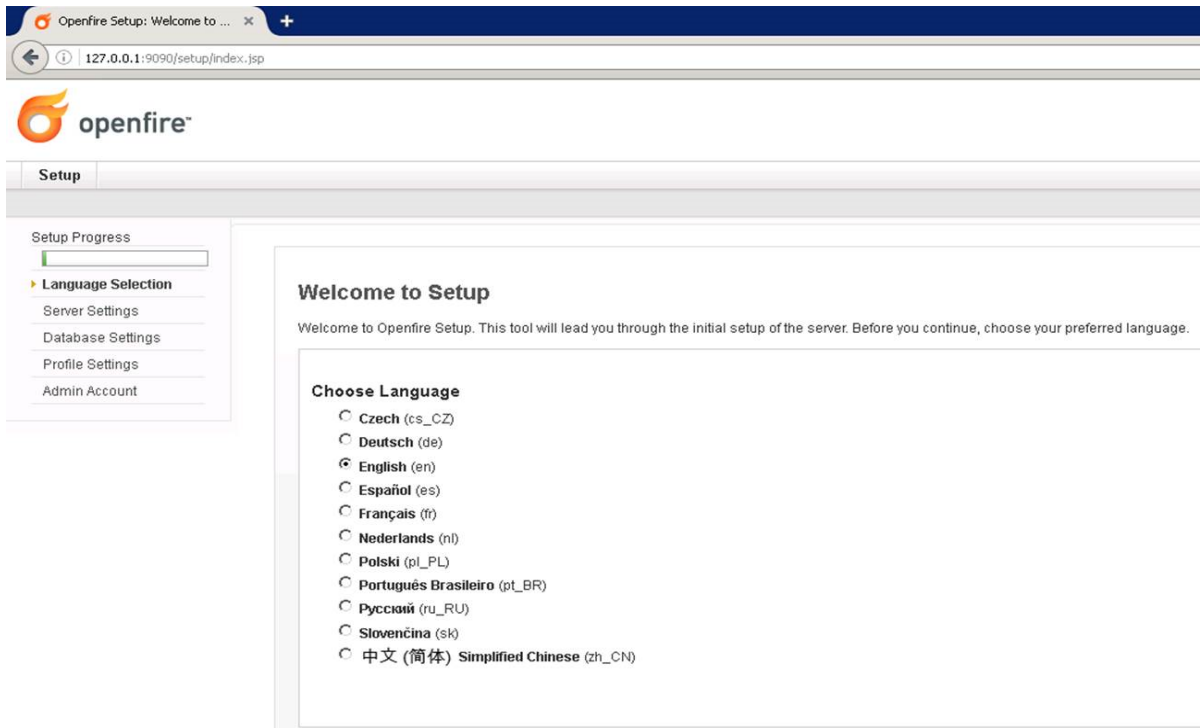 Openfire Setup: Welcome to ...
127.0.0.1:9090/setup/index.jsp
openfire™
Setup
Setup Progress
Language Selection
Server Settings
Database Settings
Profile Settings
Admin Account
Welcome to Setup
Welcome to Openfire Setup. This tool will lead you through the initial setup of the server. Before you continue, choose your preferred language.
Choose Language
Czech (cs_CZ)
Deutsch (de)
English (en)
Español (es)
Français (fr)
Nederlands (nl)
Polski (pl_PL)
Português Brasileiro (pt_BR)
Русский (ru_RU)
Slovenčina (sk)
中文 (简体) Simplified Chinese (zh_CN)